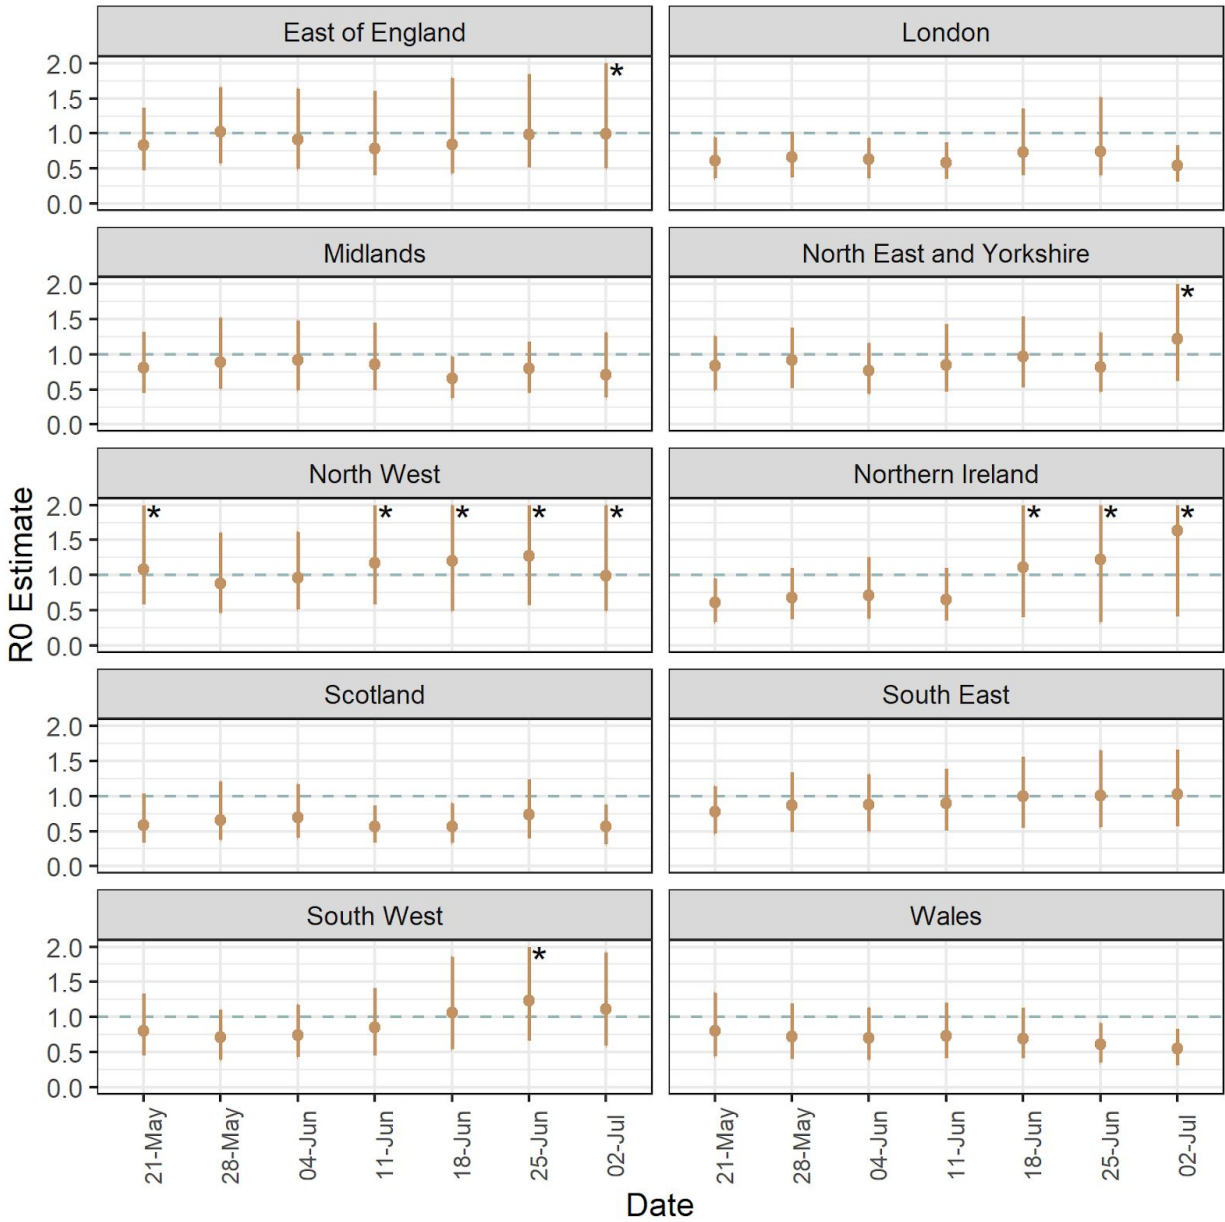 East of England
London
2.0 *
1.5
1.0
0.5
0.0
Midlands
North East and Yorkshire
2.0 *
1.5
1.0
0.5
0.0
North West
Northern Ireland
2.0 * * * * * * * *
1.5
1.0
0.5
0.0
Scotland
South East
2.0
1.5
1.0
0.5
0.0
South West
Wales
2.0 *
1.5
1.0
0.5
0.0
R0 Estimate
21-May 28-May 04-Jun 11-Jun 18-Jun 25-Jun 02-Jul
21-May 28-May 04-Jun 11-Jun 18-Jun 25-Jun 02-Jul
Date